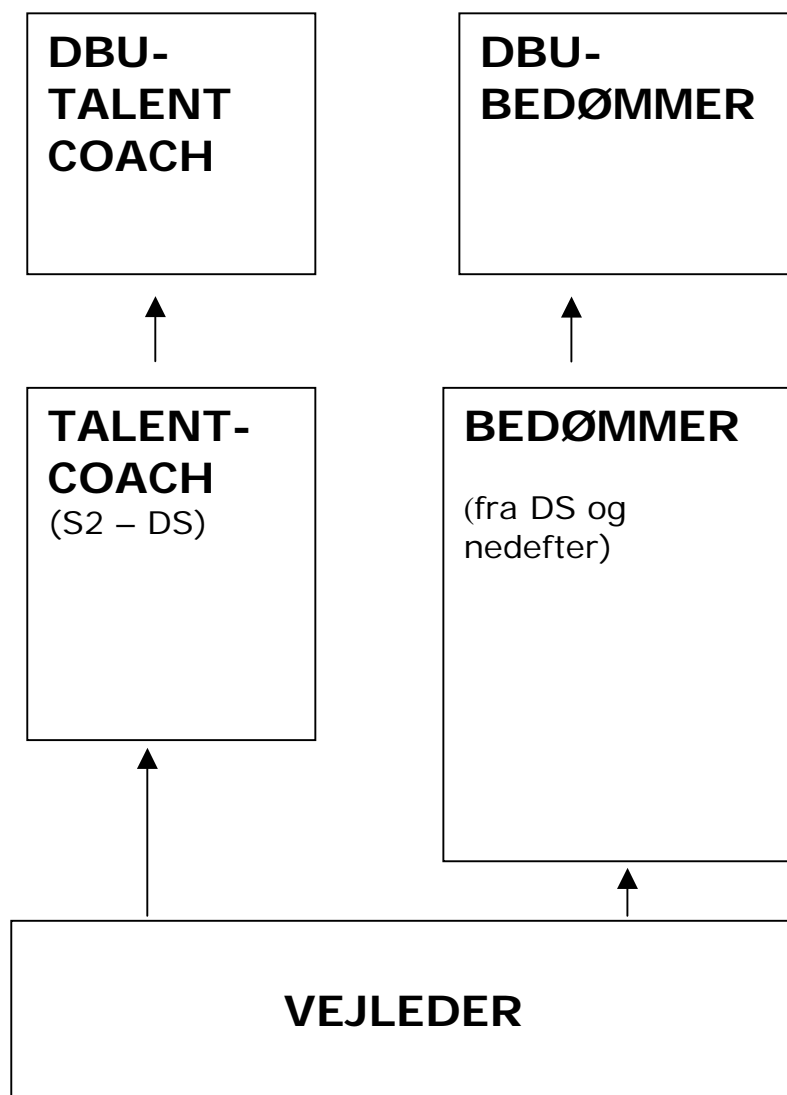 DBU-
TALENT
COACH
DBU-
BEDØMMER
TALENT-
COACH
(S2 – DS)
BEDØMMER
(fra DS og
nedefter)
VEJLEDER